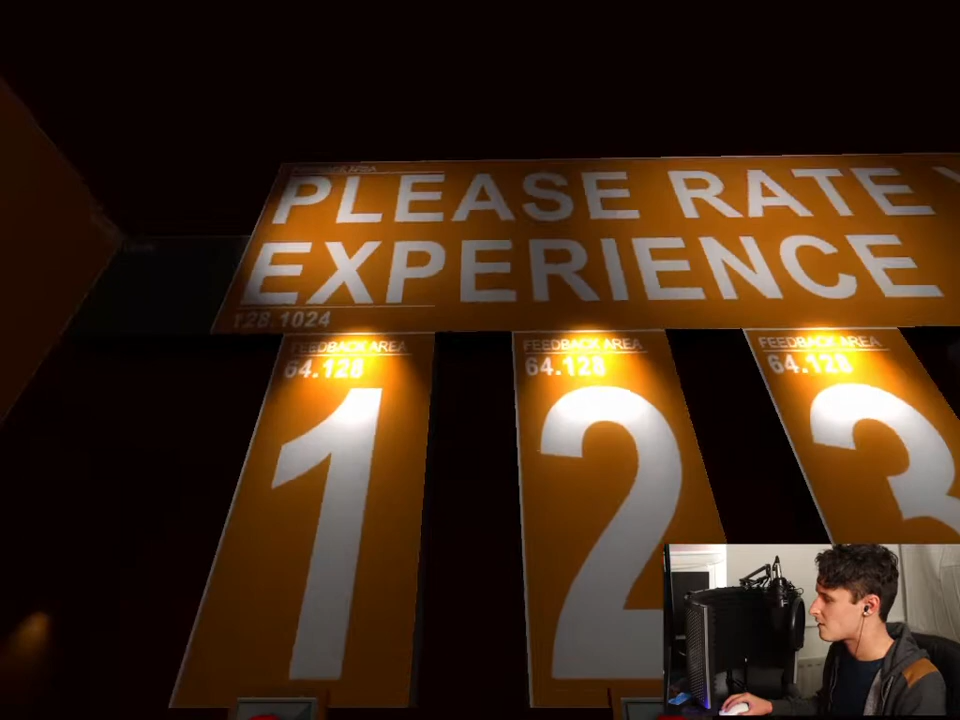 PLEASE RATE
EXPERIENCE
128.1024
FEEDBACK AREA
64.128
1
FEEDBACK AREA
64.128
2
FEEDBACK AREA
64.128
3